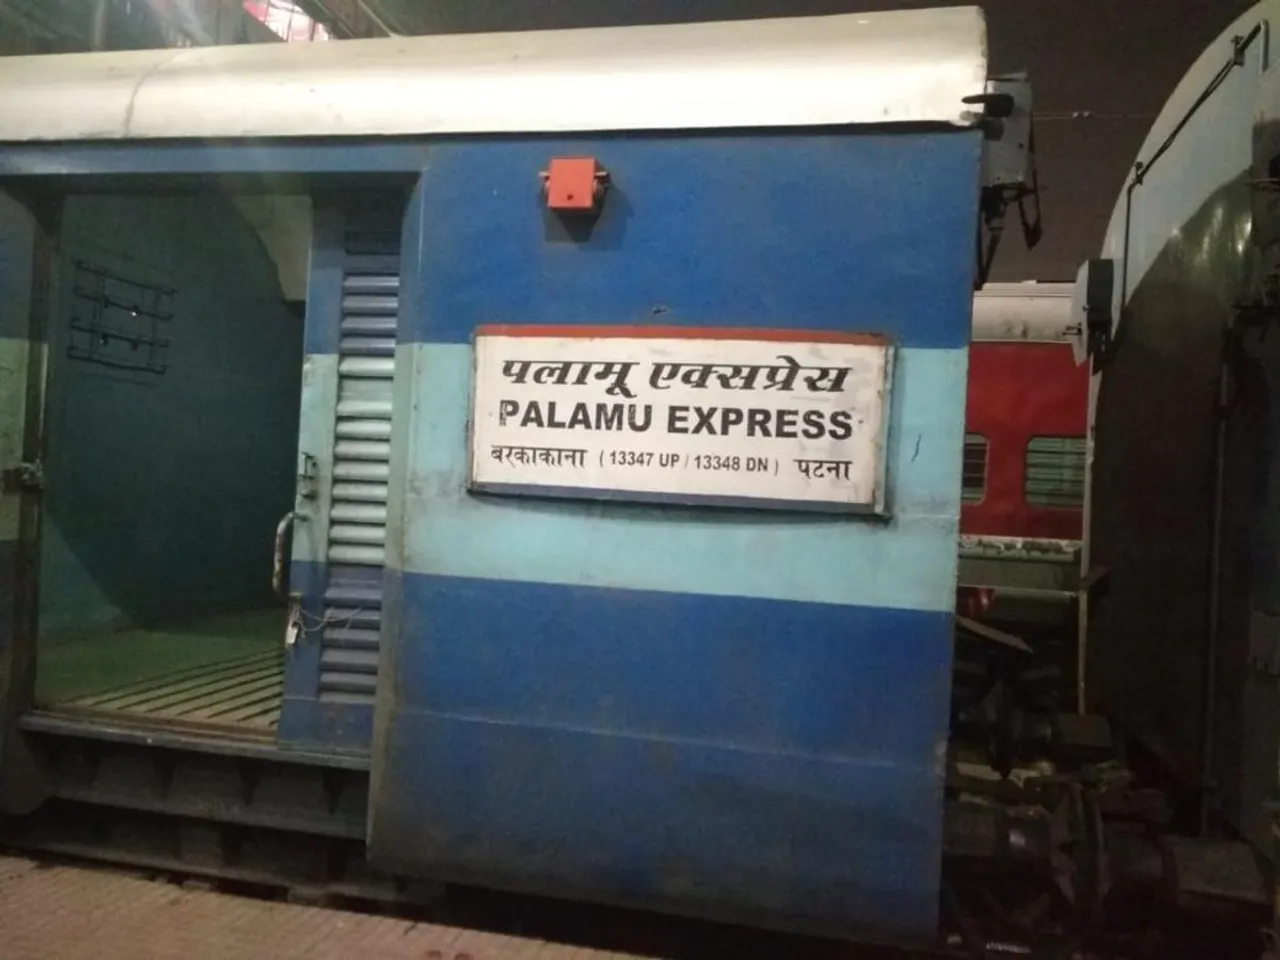 पलामू एक्सप्रेस
PALAMU EXPRESS
बरकाकाना ( 13347 UP / 13348 DN ) पटना